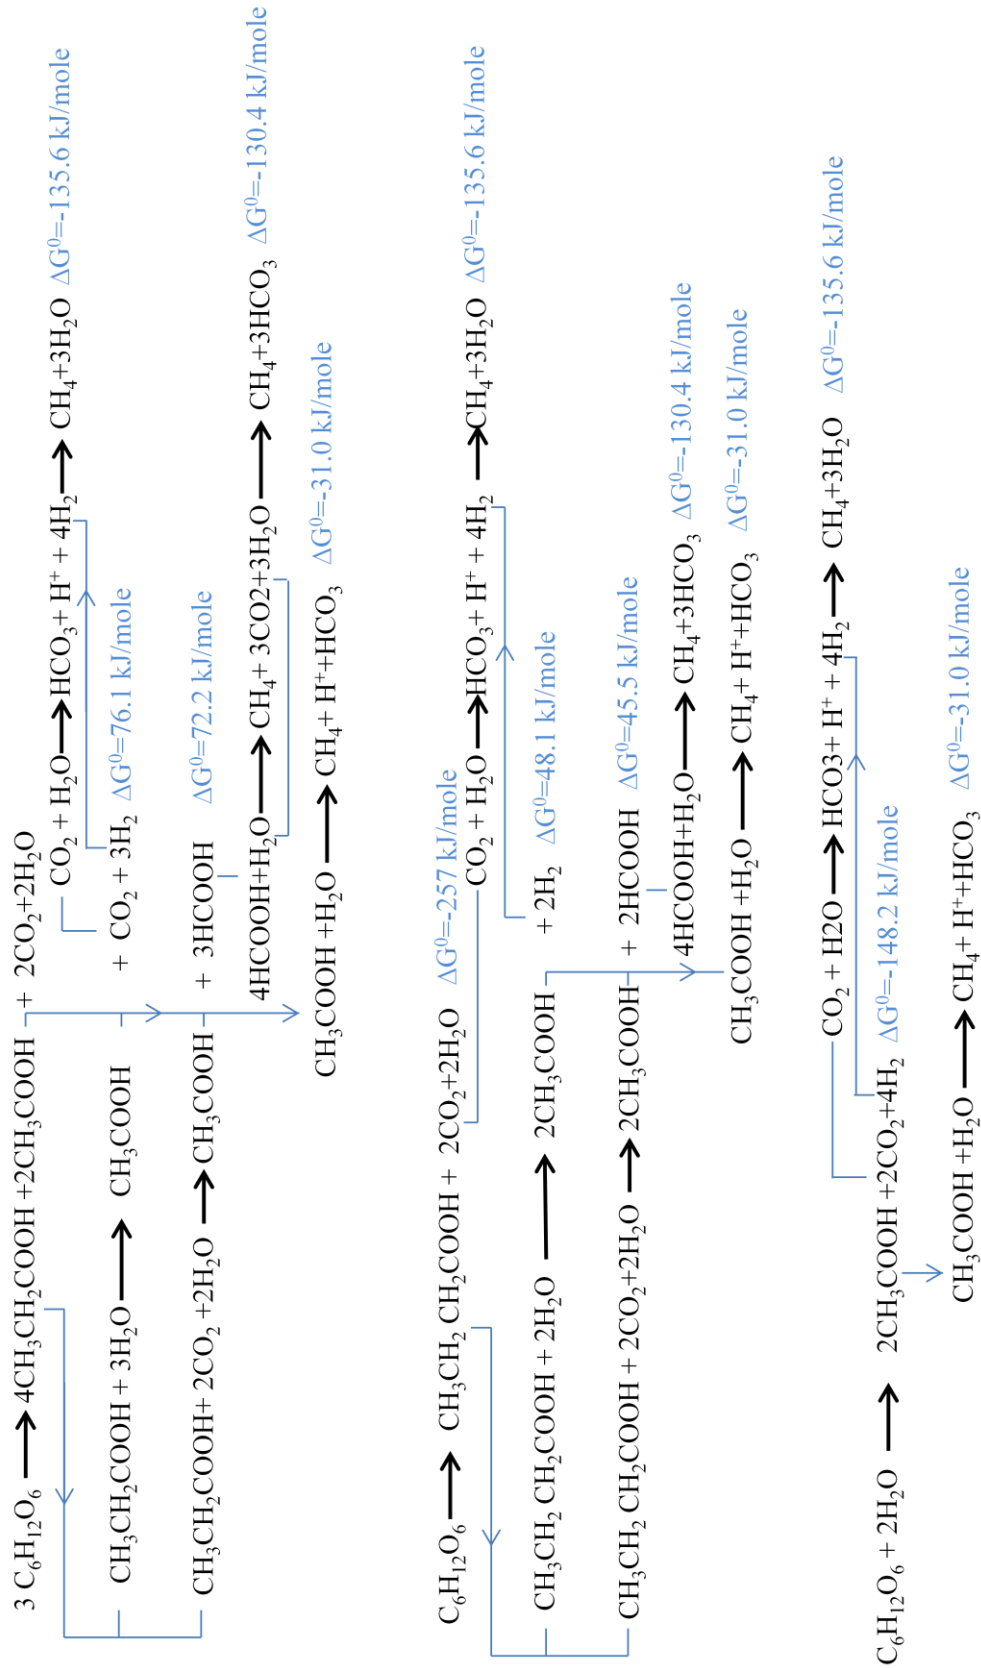 3 C₆H₁₂O₆ → 4CH₃CH₂COOH +2CH₃COOH + 2CO₂+2H₂O
CO₂ + H₂O → HCO₃+ H⁺ + 4H₂ → CH₄+3H₂O ΔG⁰=-135.6 kJ/mole
CH₃CH₂COOH + 3H₂O → CH₃COOH + CO₂ + 3H₂ ΔG⁰=76.1 kJ/mole
CH₃CH₂COOH+ 2CO₂ +2H₂O → CH₃COOH + 3HCOOH ΔG⁰=72.2 kJ/mole
4HCOOH+H₂O → CH₄+ 3CO2+3H₂O → CH₄+3HCO₃ ΔG⁰=-130.4 kJ/mole
CH₃COOH +H₂O → CH₄+ H⁺+HCO₃ ΔG⁰=-31.0 kJ/mole
C₆H₁₂O₆ → CH₃CH₂ CH₂COOH + 2CO₂+2H₂O ΔG⁰=-257 kJ/mole
CO₂ + H₂O → HCO₃+ H⁺ + 4H₂ → CH₄+3H₂O ΔG⁰=-135.6 kJ/mole
CH₃CH₂ CH₂COOH + 2H₂O → 2CH₃COOH + 2H₂ ΔG⁰=48.1 kJ/mole
CH₃CH₂ CH₂COOH + 2CO₂+2H₂O → 2CH₃COOH + 2HCOOH ΔG⁰=45.5 kJ/mole
4HCOOH+H₂O → CH₄+3HCO₃ ΔG⁰=-130.4 kJ/mole
CH₃COOH +H₂O → CH₄+ H⁺+HCO₃ ΔG⁰=-31.0 kJ/mole
CO₂ + H2O → HCO3+ H⁺ + 4H₂ → CH₄+3H₂O ΔG⁰=-135.6 kJ/mole
C₆H₁₂O₆ + 2H₂O → 2CH₃COOH +2CO₂+4H₂ ΔG⁰=-148.2 kJ/mole
CH₃COOH +H₂O → CH₄+ H⁺+HCO₃ ΔG⁰=-31.0 kJ/mole